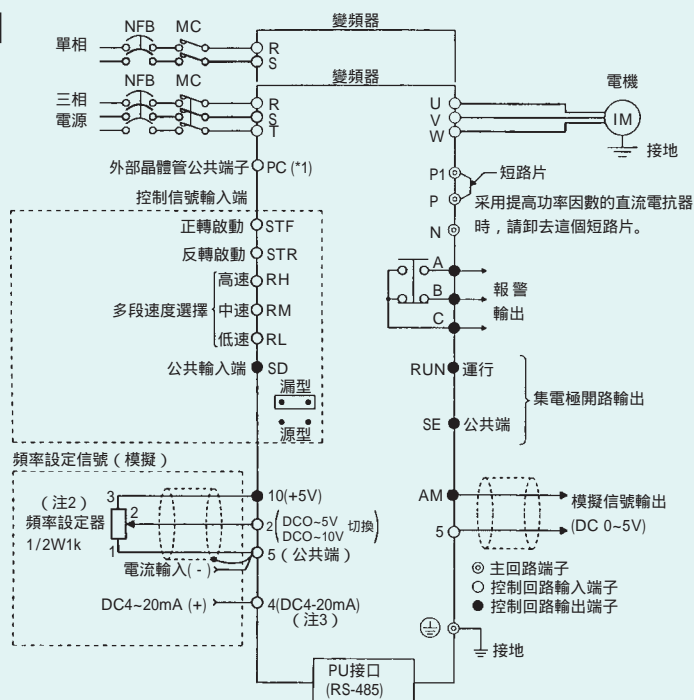 變頻器
單相
NFB MC
R
S
變頻器
三相
電源
NFB MC
R
S
T
U
V
W
電機
IM
接地
外部晶體管公共端子 PC (*1)
P1
P
短路片
采用提高功率因數的直流電抗器
時，請卸去這個短路片。
N
控制信號輸入端
正轉啟動 STF
反轉啟動 STR
多段速度選擇
高速 RH
中速 RM
低速 RL
公共輸入端 SD
漏型
源型
A
B
C
報警
輸出
RUN 運行
SE 公共端
集電極開路輸出
頻率設定信號（模擬）
（注2）
頻率設定器
1/2W1k
3
2
1
10(+5V)
2
DCO~5V
DCO~10V
切換
5（公共端）
電流輸入( - )
DC4~20mA (+)
4(DC4-20mA)
（注3）
AM
5
模擬信號輸出
(DC 0~5V)
◎ 主回路端子
○ 控制回路輸入端子
● 控制回路輸出端子
接地
PU接口
(RS-485)